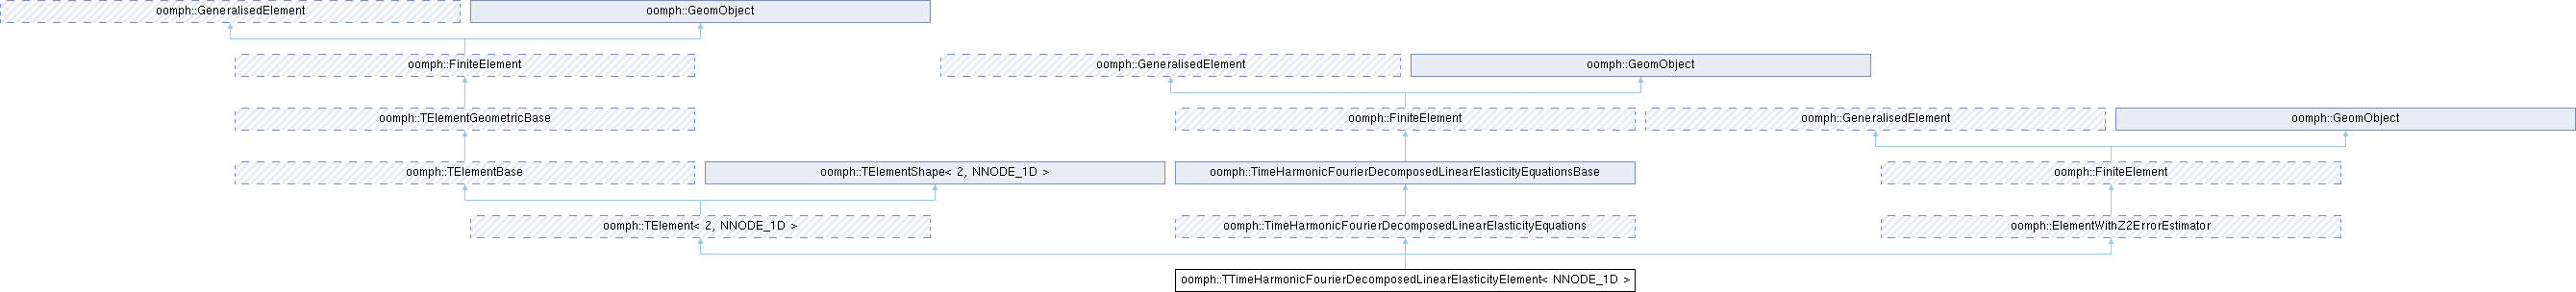 oomph::GeneralisedElement
oomph::GeomObject
oomph::FiniteElement
oomph::GeneralisedElement
oomph::GeomObject
oomph::TElementGeometricBase
oomph::FiniteElement
oomph::GeneralisedElement
oomph::GeomObject
oomph::TElementBase
oomph::TElementShape< 2, NNODE_1D >
oomph::TimeHarmonicFourierDecomposedLinearElasticityEquationsBase
oomph::FiniteElement
oomph::TElement< 2, NNODE_1D >
oomph::TimeHarmonicFourierDecomposedLinearElasticityEquations
oomph::ElementWithZ2ErrorEstimator
oomph::TTimeHarmonicFourierDecomposedLinearElasticityElement< NNODE_1D >